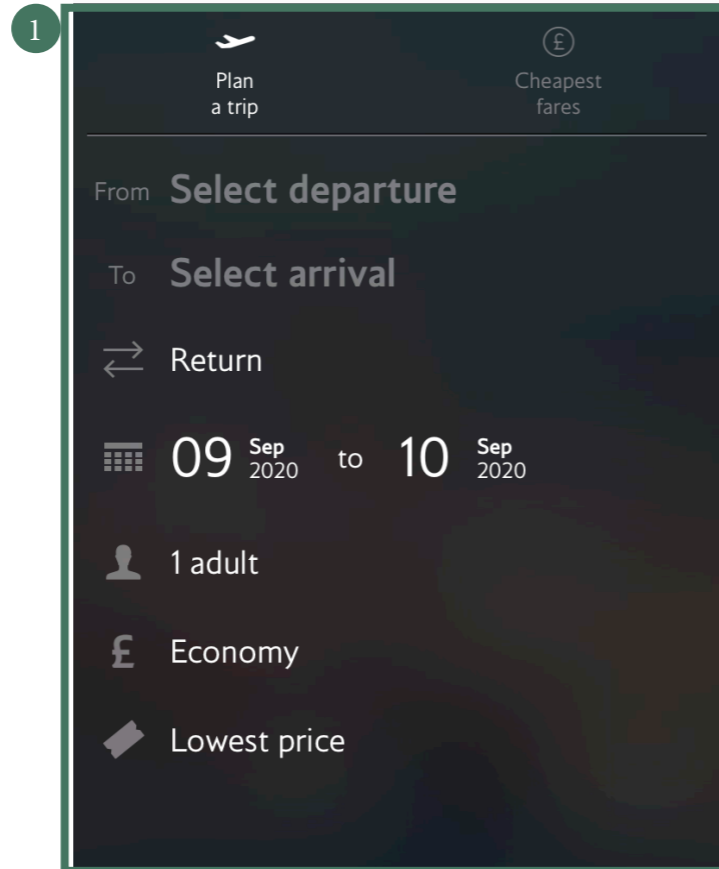 1
Plan
a trip
£
Cheapest
fares
From Select departure
To Select arrival
Return
09 Sep 2020 to 10 Sep 2020
1 adult
£ Economy
Lowest price